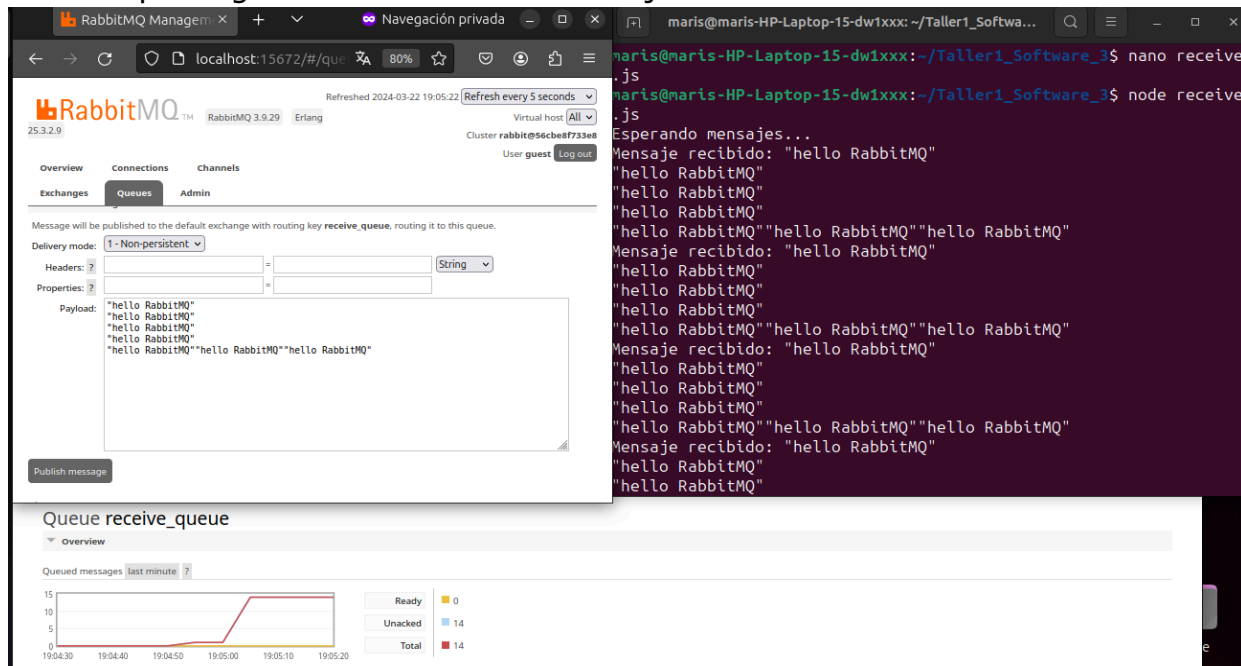 RabbitMQ Managem
Navegación privada
localhost:15672/#/que
80%
RabbitMQ TM
RabbitMQ 3.9.29
Erlang
25.3.2.9
Refreshed 2024-03-22 19:05:22
Refresh every 5 seconds
Virtual host All
Cluster rabbit@56cbe8f733e8
User guest Log out
Overview Connections Channels
Exchanges Queues Admin
Message will be published to the default exchange with routing key receive_queue, routing it to this queue.
Delivery mode: 1 - Non-persistent
Headers: ? = String
Properties: ? =
Payload: "hello RabbitMQ"
"hello RabbitMQ"
"hello RabbitMQ"
"hello RabbitMQ"
"hello RabbitMQ""hello RabbitMQ""hello RabbitMQ"
Publish message
maris@maris-HP-Laptop-15-dw1xxx: ~/Taller1_Softwa...
maris@maris-HP-Laptop-15-dw1xxx:~/Taller1_Software_3$ nano receive
.js
maris@maris-HP-Laptop-15-dw1xxx:~/Taller1_Software_3$ node receive
.js
Esperando mensajes...
Mensaje recibido: "hello RabbitMQ"
"hello RabbitMQ"
"hello RabbitMQ"
"hello RabbitMQ"
"hello RabbitMQ""hello RabbitMQ""hello RabbitMQ"
Mensaje recibido: "hello RabbitMQ"
"hello RabbitMQ"
"hello RabbitMQ"
"hello RabbitMQ"
"hello RabbitMQ""hello RabbitMQ""hello RabbitMQ"
Mensaje recibido: "hello RabbitMQ"
"hello RabbitMQ"
"hello RabbitMQ"
"hello RabbitMQ"
"hello RabbitMQ""hello RabbitMQ""hello RabbitMQ"
Mensaje recibido: "hello RabbitMQ"
"hello RabbitMQ"
"hello RabbitMQ"
Queue receive_queue
Overview
Queued messages last minute ?
15
10
5
0
19:04:30 19:04:40 19:04:50 19:05:00 19:05:10 19:05:20
Ready 0
Unacked 14
Total 14
e